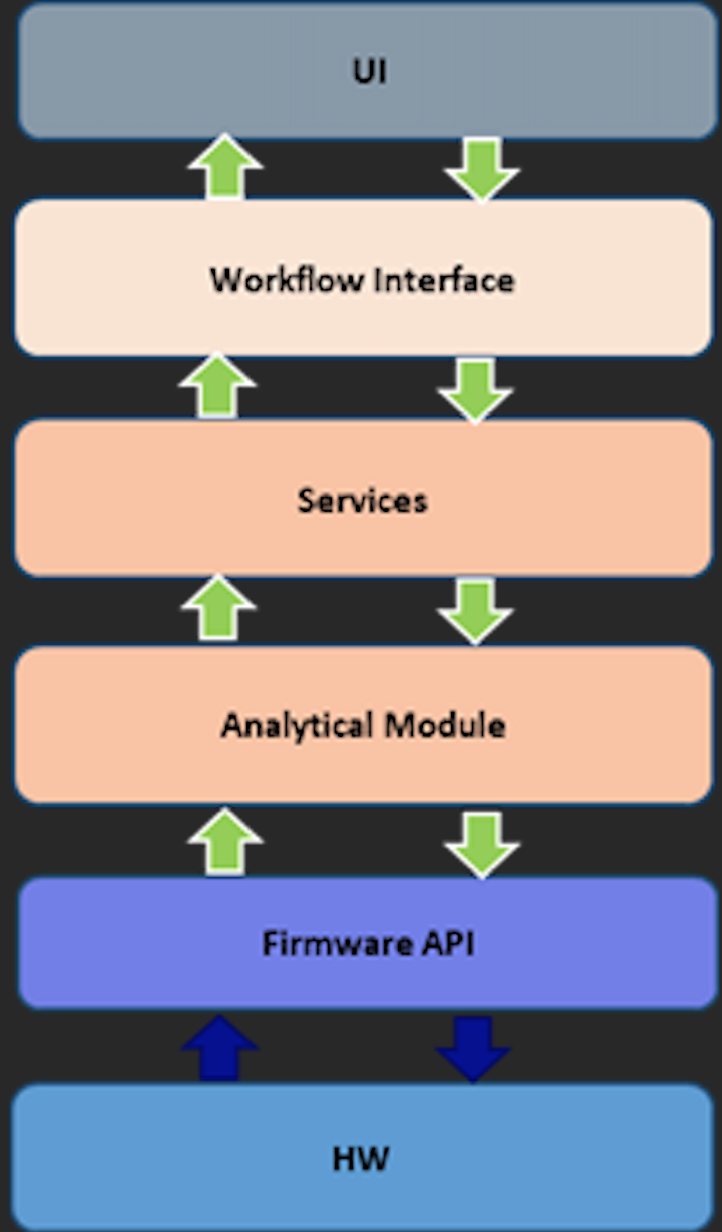 UI
Workflow Interface
Services
Analytical Module
Firmware API
HW